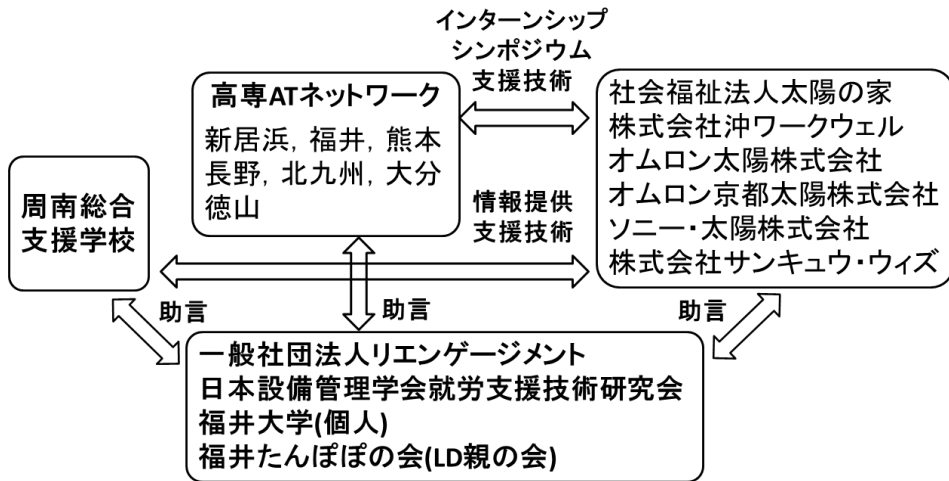 インターンシップ
シンポジウム
支援技術
高専ATネットワーク
新居浜, 福井, 熊本
長野, 北九州, 大分
徳山
社会福祉法人太陽の家
株式会社沖ワークウェル
オムロン太陽株式会社
オムロン京都太陽株式会社
ソニー・太陽株式会社
株式会社サンキュウ・ウィズ
周南総合
支援学校
情報提供
支援技術
助言
助言
助言
一般社団法人リエンゲージメント
日本設備管理学会就労支援技術研究会
福井大学(個人)
福井たんぽぽの会(LD親の会)